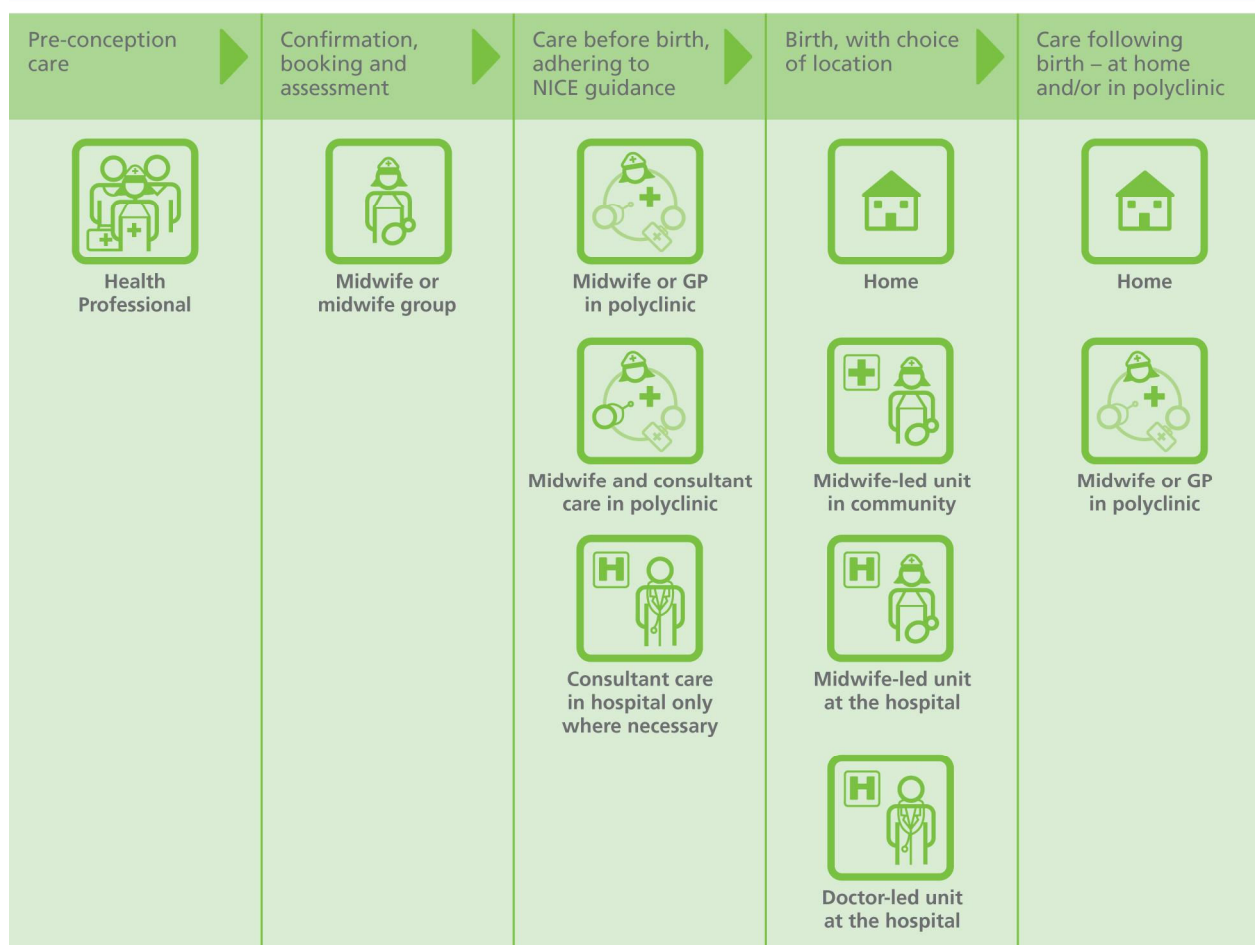 Pre-conception
care
Confirmation,
booking and
assessment
Care before birth,
adhering to
NICE guidance
Birth, with choice
of location
Care following
birth – at home
and/or in polyclinic
Health
Professional
Midwife or
midwife group
Midwife or GP
in polyclinic
Midwife and consultant
care in polyclinic
H
Consultant care
in hospital only
where necessary
Home
Midwife-led unit
in community
H
Midwife-led unit
at the hospital
H
Doctor-led unit
at the hospital
Home
Midwife or GP
in polyclinic